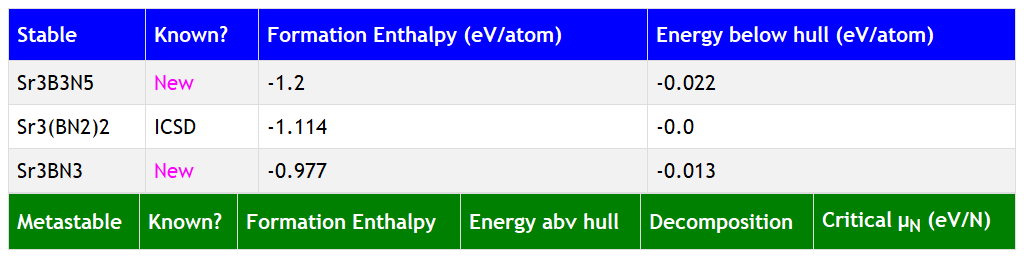 Stable Known? Formation Enthalpy (eV/atom) Energy below hull (eV/atom)
Sr3B3N5 New -1.2 -0.022
Sr3(BN2)2 ICSD -1.114 -0.0
Sr3BN3 New -0.977 -0.013
Metastable Known? Formation Enthalpy Energy abv hull Decomposition Critical μN (eV/N)